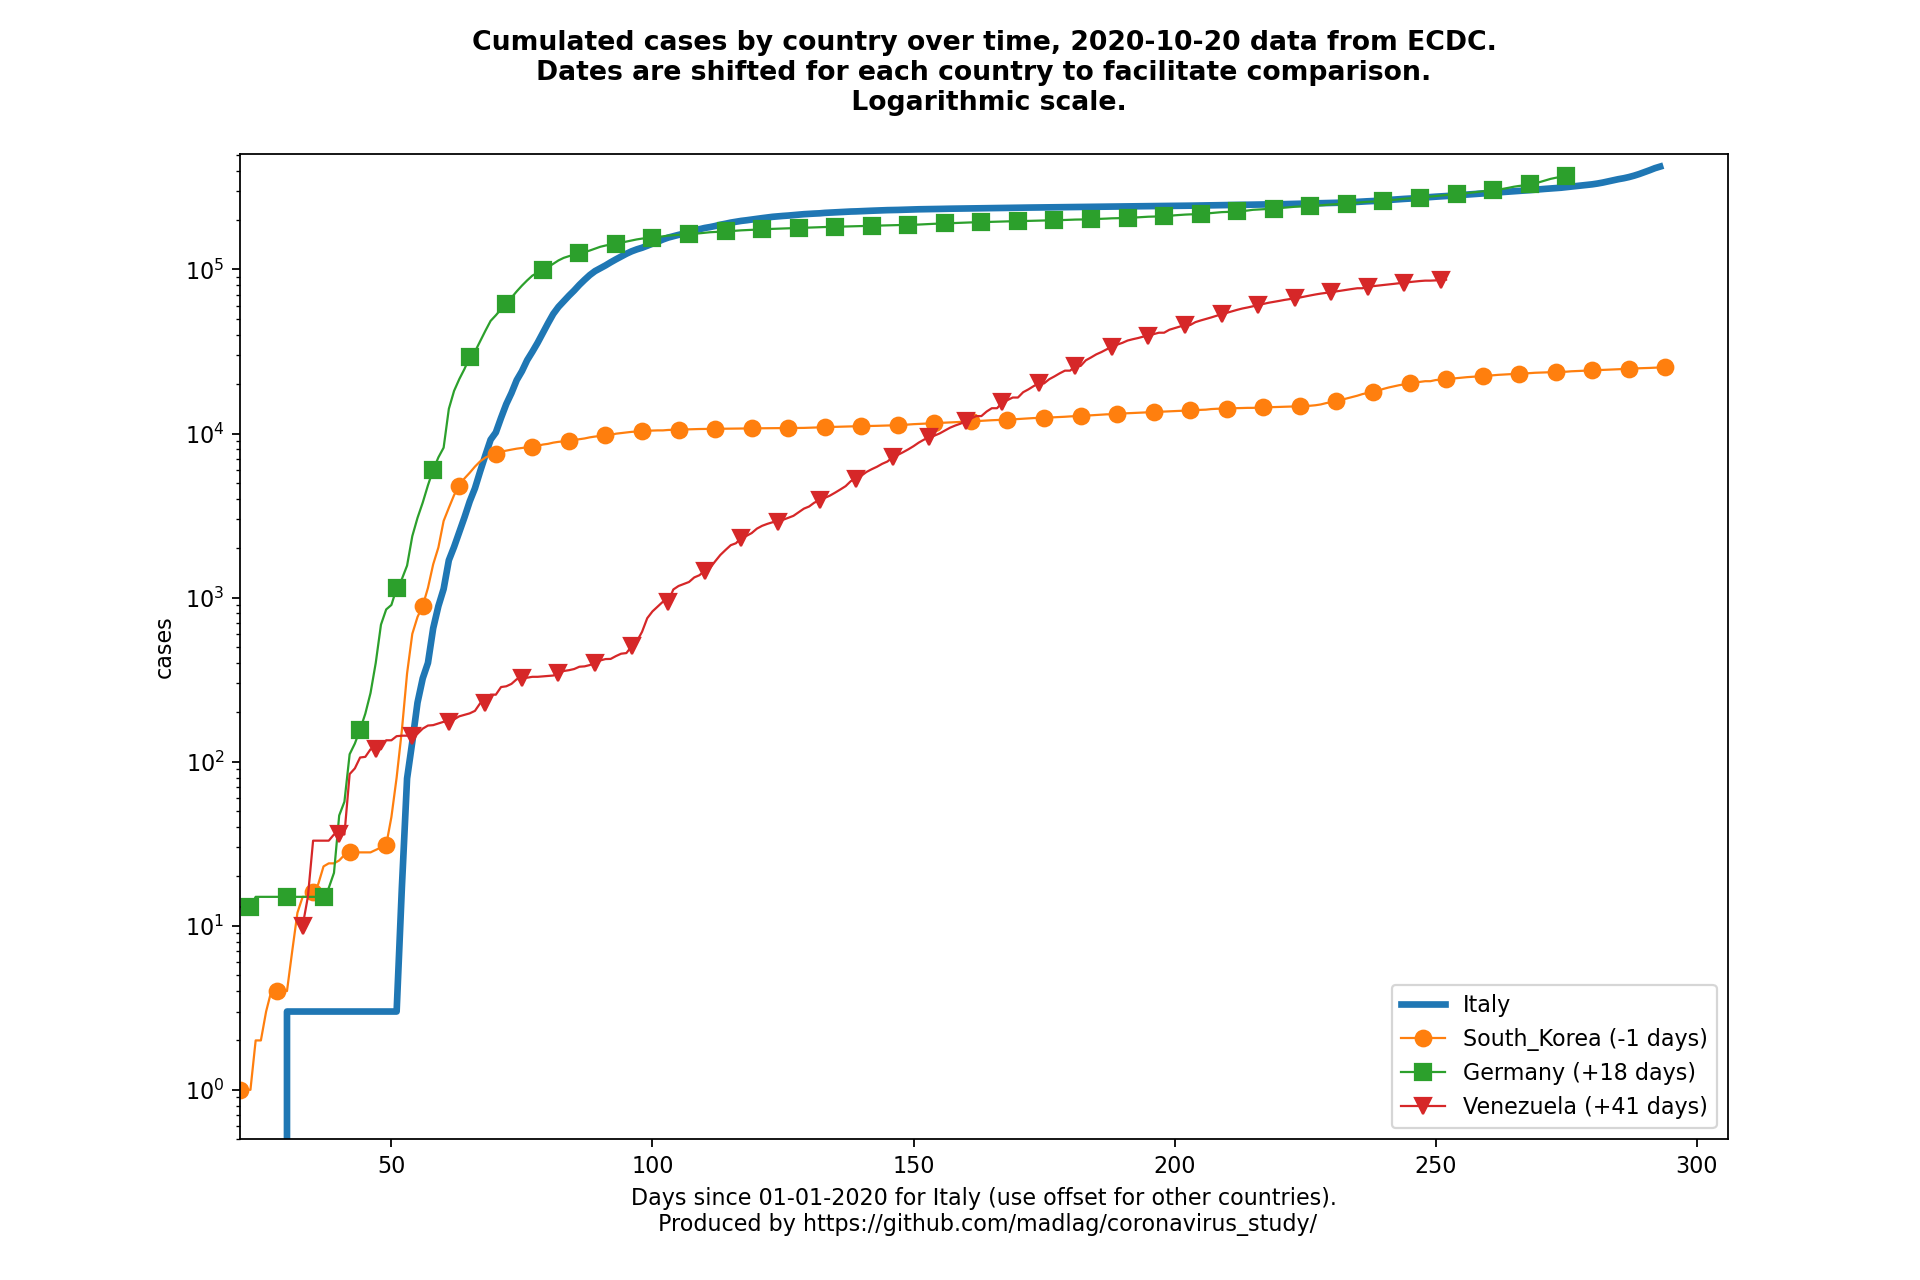 Cumulated cases by country over time, 2020-10-20 data from ECDC.
Dates are shifted for each country to facilitate comparison.
Logarithmic scale.
10^5
10^4
10^3
10^2
10^1
10^0
cases
50 100 150 200 250 300
Italy
South_Korea (-1 days)
Germany (+18 days)
Venezuela (+41 days)
Days since 01-01-2020 for Italy (use offset for other countries).
Produced by https://github.com/madlag/coronavirus_study/